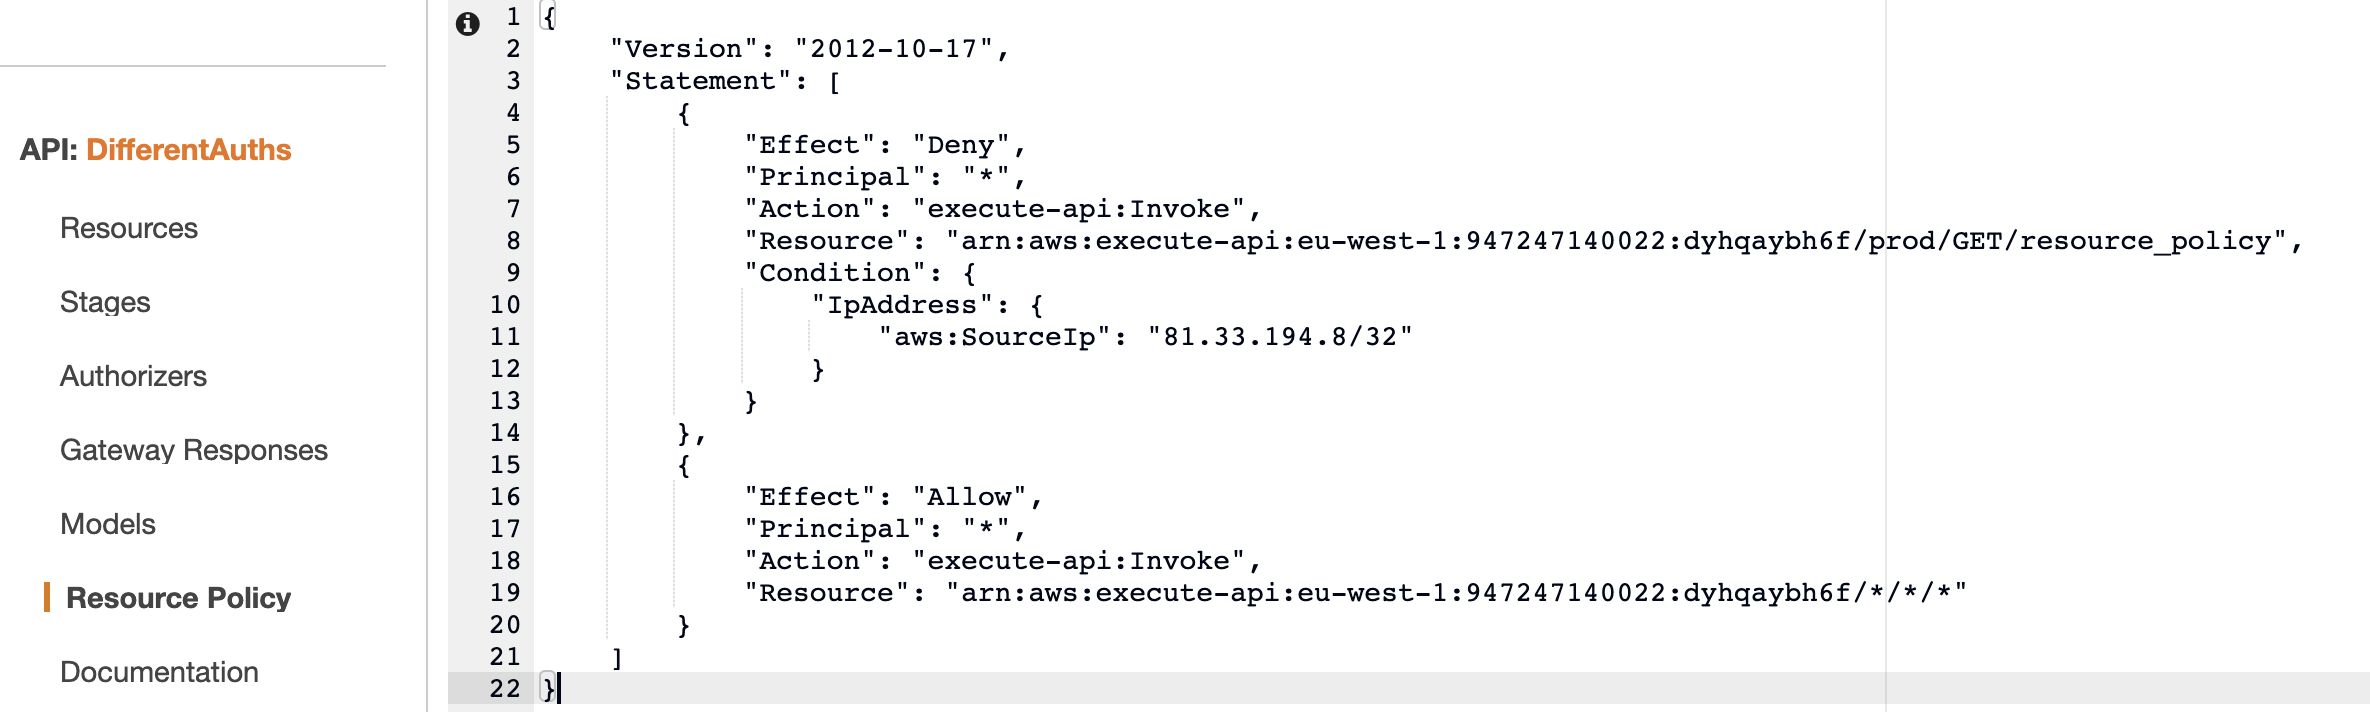 API: DifferentAuths
Resources
Stages
Authorizers
Gateway Responses
Models
Resource Policy
Documentation
1 {
2     "Version": "2012-10-17",
3     "Statement": [
4         {
5             "Effect": "Deny",
6             "Principal": "*",
7             "Action": "execute-api:Invoke",
8             "Resource": "arn:aws:execute-api:eu-west-1:947247140022:dyhqaybh6f/prod/GET/resource_policy",
9             "Condition": {
10                 "IpAddress": {
11                     "aws:SourceIp": "81.33.194.8/32"
12                 }
13             }
14         },
15         {
16             "Effect": "Allow",
17             "Principal": "*",
18             "Action": "execute-api:Invoke",
19             "Resource": "arn:aws:execute-api:eu-west-1:947247140022:dyhqaybh6f/*/*/*"
20         }
21     ]
22 }